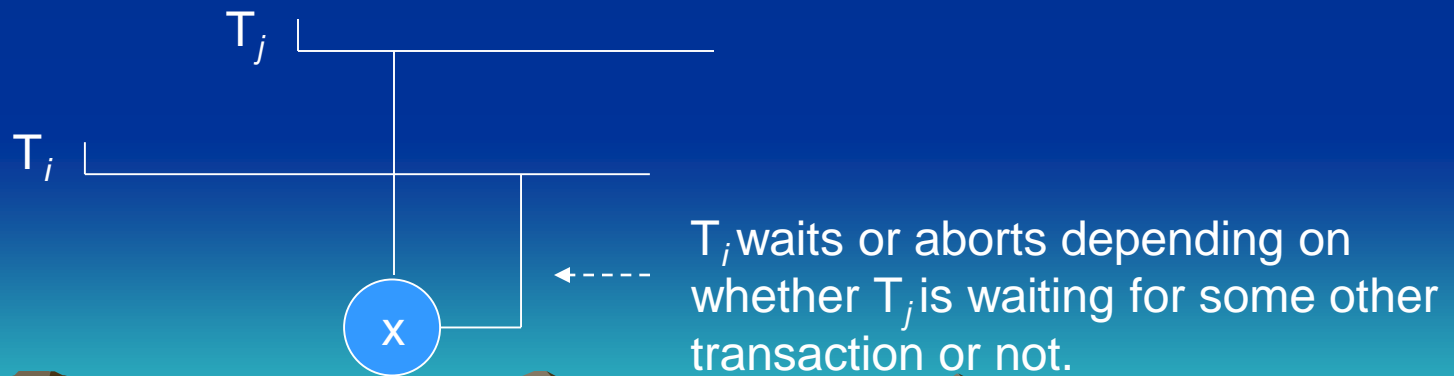 Tj
Ti
Ti waits or aborts depending on
whether Tj is waiting for some other
transaction or not.
x